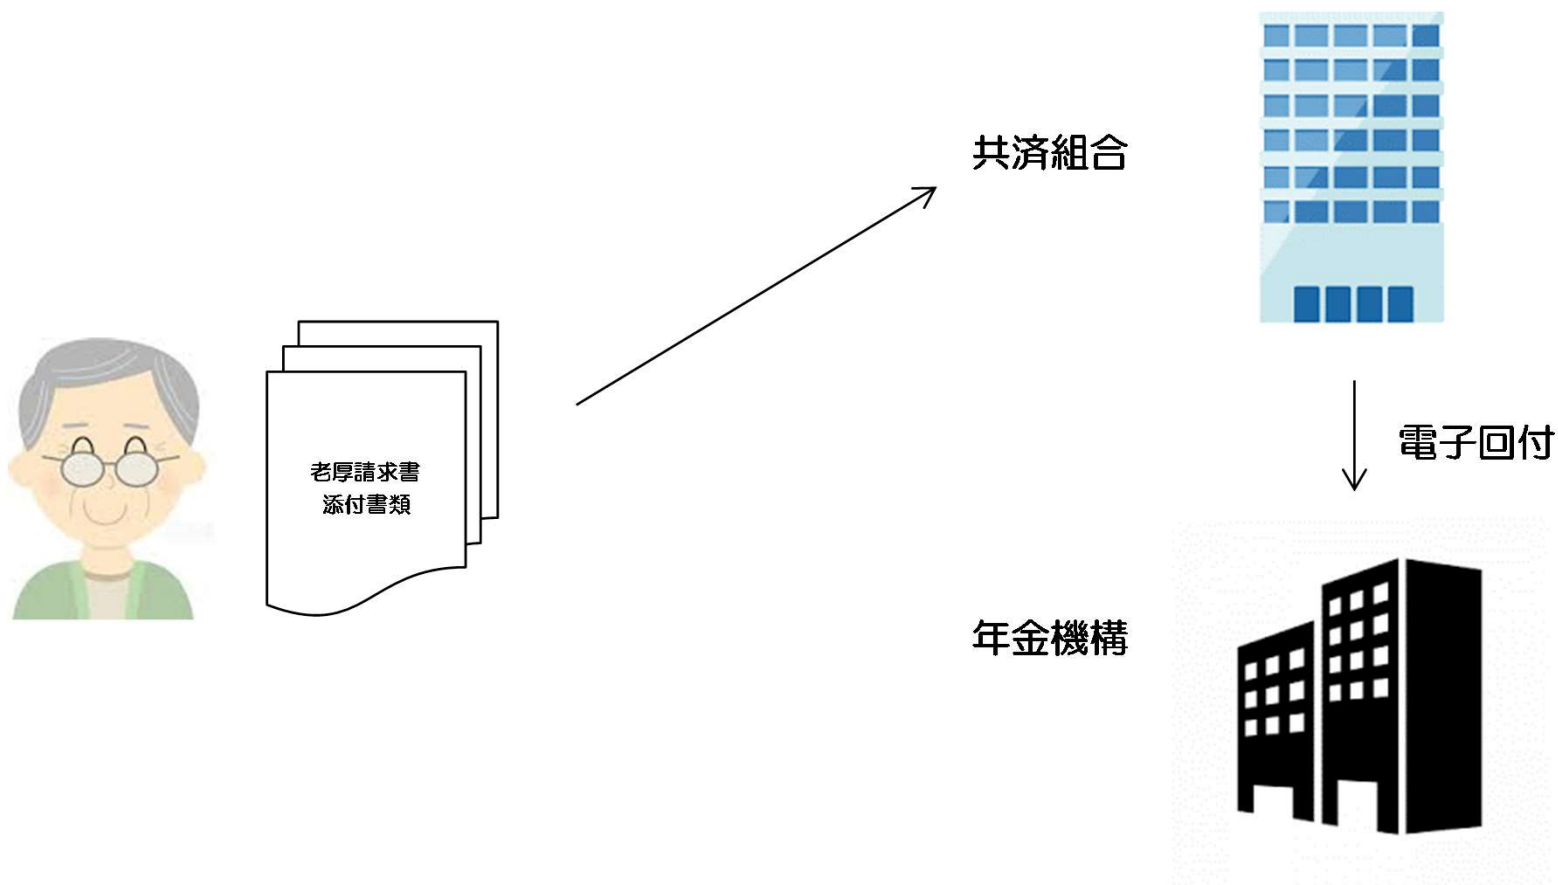 共済組合
電子回付
老厚請求書
添付書類
年金機構